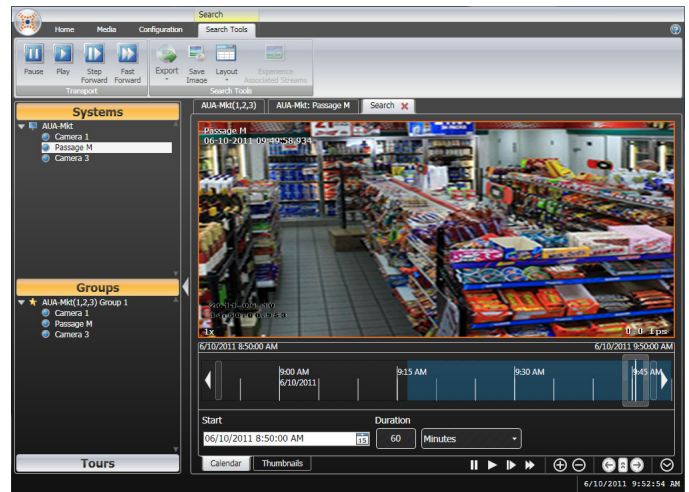 Search
Home Media Configuration Search Tools
Pause Play Step Forward Fast Forward Export Save Image Layout Experience Associated Streams
Transport Search Tools
Systems
AUA-Mkt
Camera 1
Passage M
Camera 3
Groups
AUA-Mkt(1,2,3) Group 1
Camera 1
Passage M
Camera 3
Tours
AUA-Mkt(1,2,3) AUA-Mkt: Passage M Search
Passage M
06-10-2011 09:49:58.934
1x 0.0 fps
6/10/2011 8:50:00 AM 6/10/2011 9:50:00 AM
9:00 AM 9:15 AM 9:30 AM 9:45 AM
6/10/2011
Start Duration
06/10/2011 8:50:00 AM 15 60 Minutes
Calendar Thumbnails
6/10/2011 9:52:54 AM